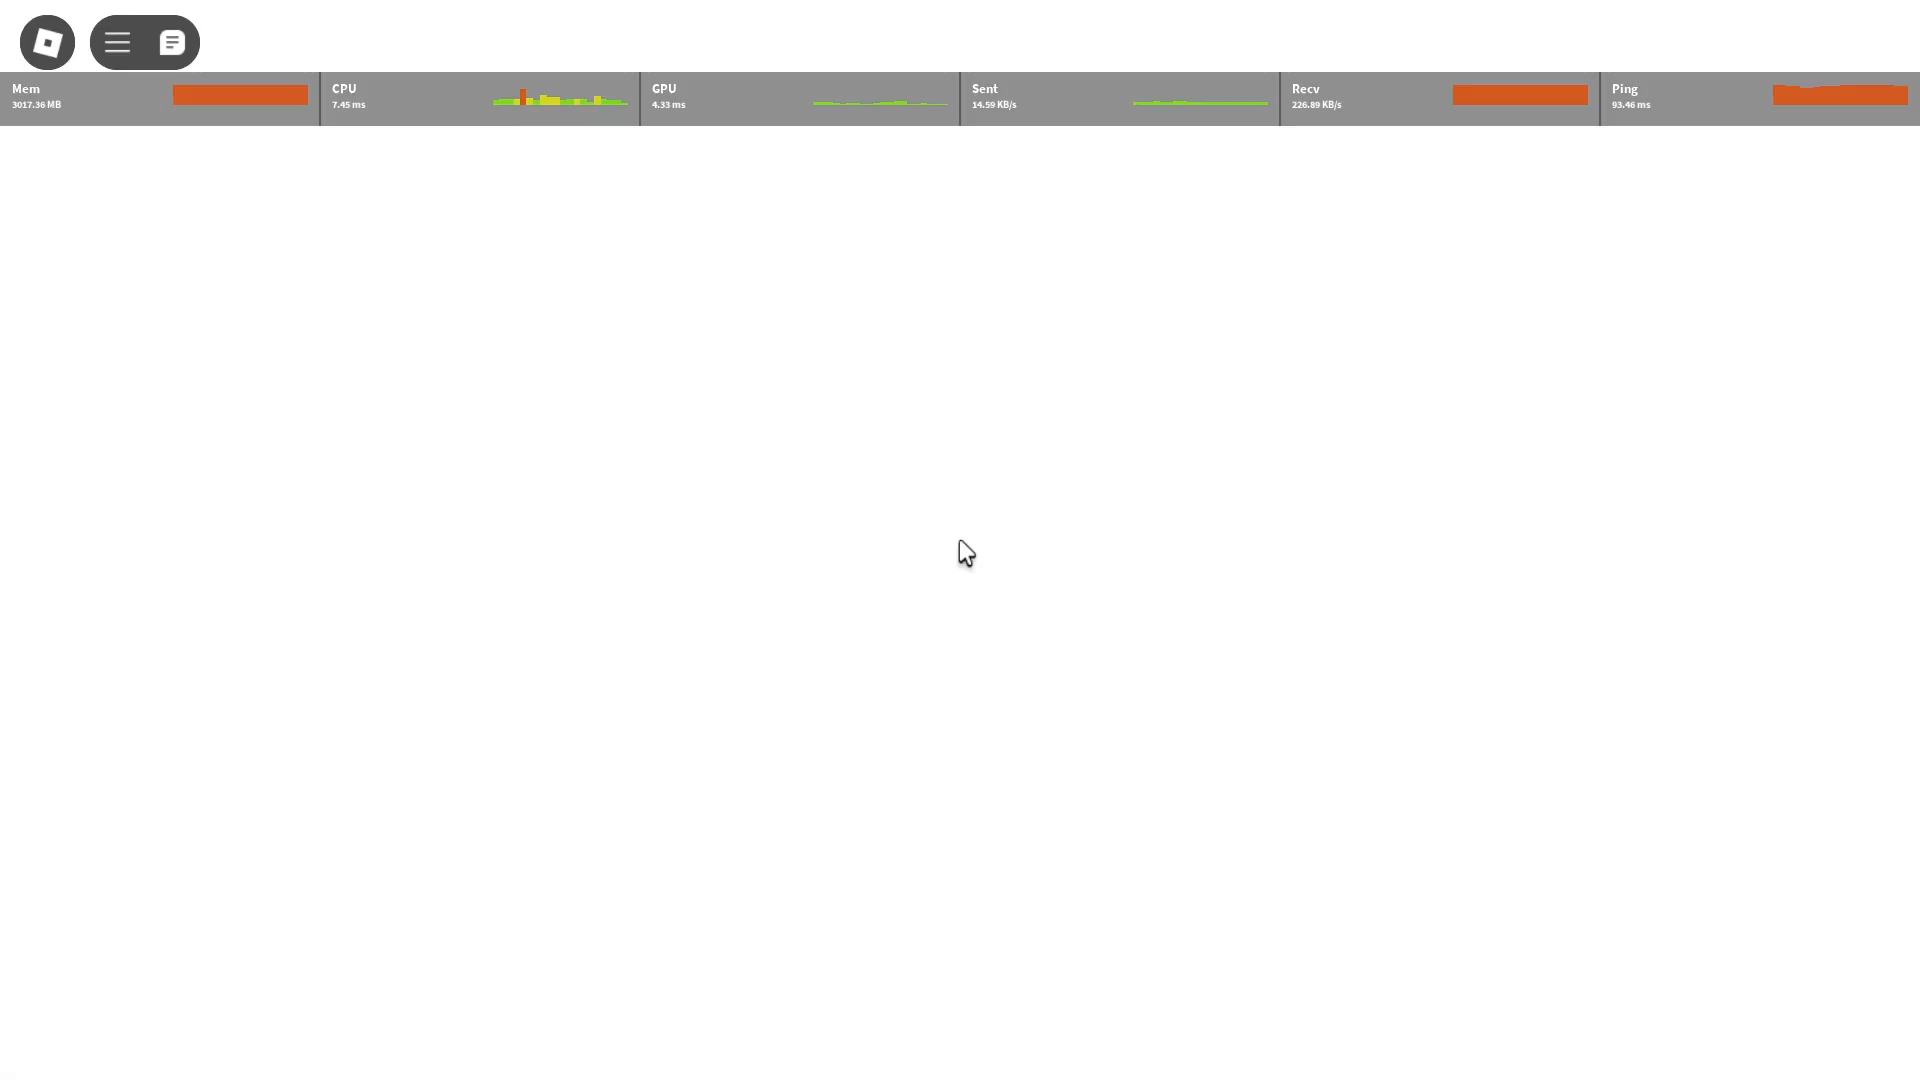 Mem
3017.36 MB
CPU
7.45 ms
GPU
4.33 ms
Sent
14.59 KB/s
Recv
226.89 KB/s
Ping
93.46 ms